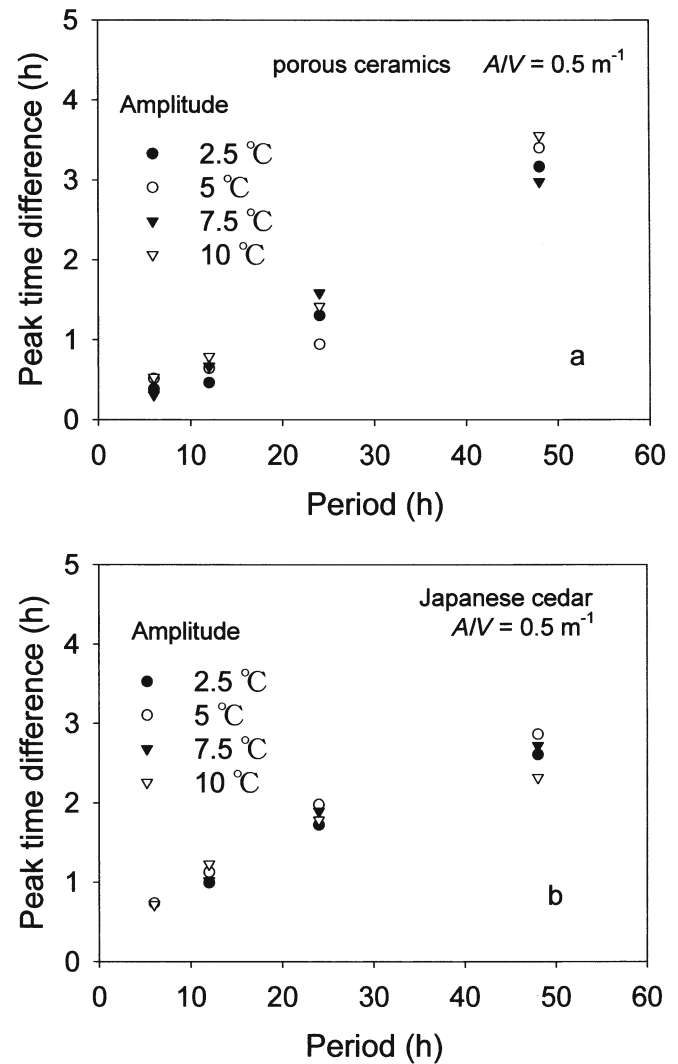 5
porous ceramics A/V = 0.5 m⁻¹
4
Amplitude
2.5 ℃
3
5 ℃
7.5 ℃
2
10 ℃
1
a
0
0 10 20 30 40 50 60
Peak time difference (h)
Period (h)
5
Japanese cedar
A/V = 0.5 m⁻¹
4
Amplitude
2.5 ℃
3
5 ℃
7.5 ℃
10 ℃
2
1
b
0
0 10 20 30 40 50 60
Peak time difference (h)
Period (h)